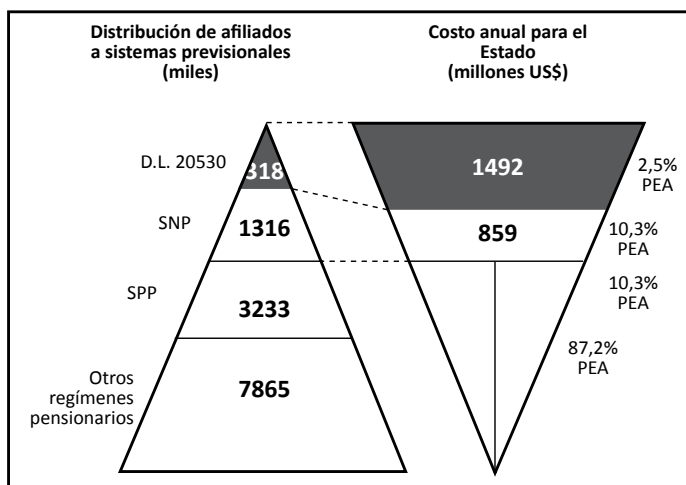 Distribución de afiliados
a sistemas previsionales
(miles)
Costo anual para el
Estado
(millones US$)
D.L. 20530
318
1492
2,5%
PEA
SNP
1316
859
10,3%
PEA
SPP
3233
10,3%
PEA
87,2%
PEA
Otros
regímenes
pensionarios
7865